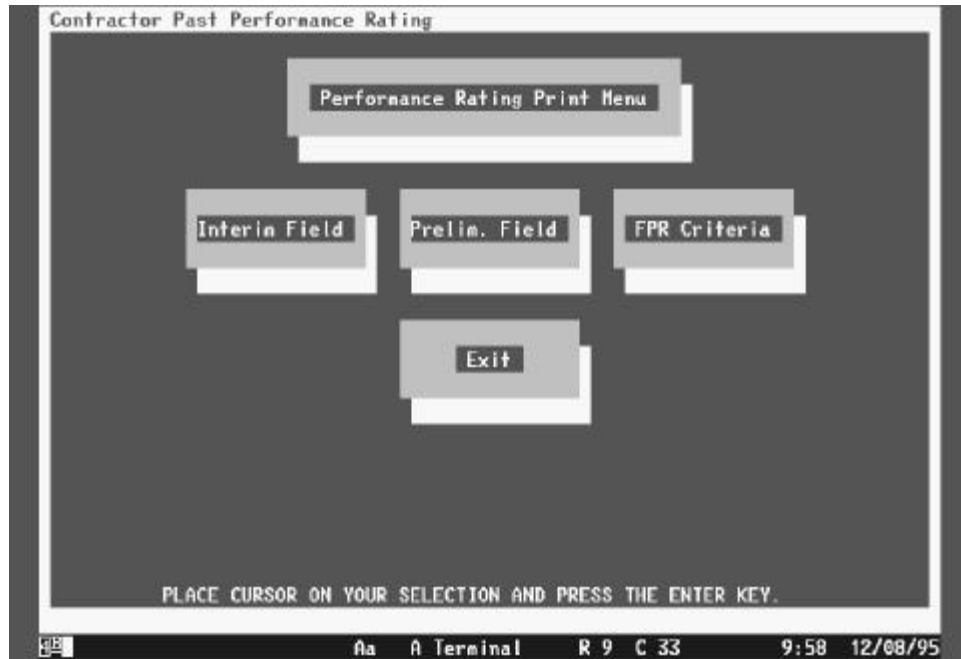 Contractor Past Performance Rating
Performance Rating Print Menu
Interim Field Prelim. Field FPR Criteria
Exit
PLACE CURSOR ON YOUR SELECTION AND PRESS THE ENTER KEY.
Aa A Terminal R 9 C 33 9:58 12/08/95